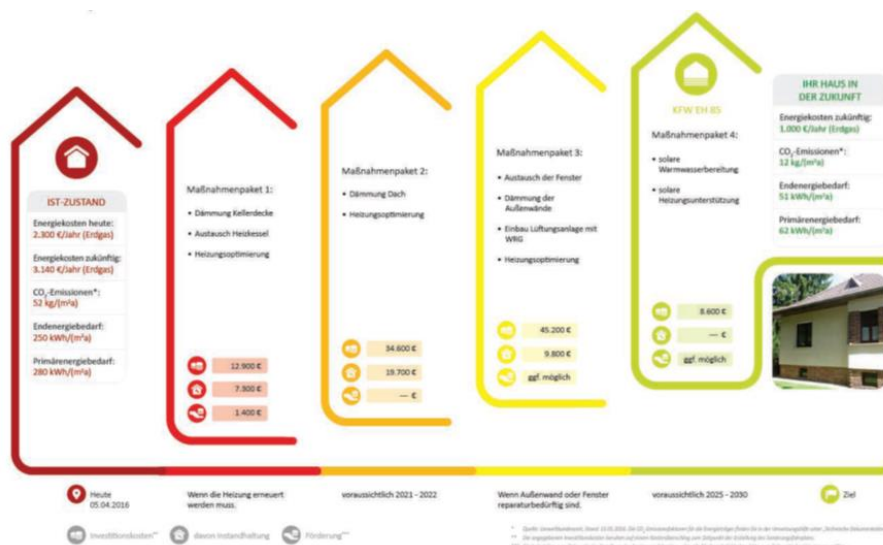 IST-ZUSTAND
Energiekosten heute:
2.300 €/Jahr (Erdgas)
Energiekosten zukünftig:
3.140 €/Jahr (Erdgas)
CO₂-Emissionen*:
52 kg/(m²a)
Endenergiebedarf:
250 kWh/(m²a)
Primärenergiebedarf:
280 kWh/(m²a)
Maßnahmenpaket 1:
• Dämmung Kellerdecke
• Austausch Heizkessel
• Heizungsoptimierung
12.900 €
7.300 €
1.400 €
Maßnahmenpaket 2:
• Dämmung Dach
• Heizungsoptimierung
34.600 €
19.700 €
— €
Maßnahmenpaket 3:
• Austausch der Fenster
• Dämmung der
Außenwände
• Einbau Lüftungsanlage mit
WRG
• Heizungsoptimierung
45.200 €
9.800 €
ggf. möglich
KFW EH 85
Maßnahmenpaket 4:
• solare
Warmwasserbereitung
• solare
Heizungsunterstützung
8.600 €
— €
ggf. möglich
IHR HAUS IN
DER ZUKUNFT
Energiekosten zukünftig:
1.000 €/Jahr (Erdgas)
CO₂-Emissionen*:
12 kg/(m²a)
Endenergiebedarf:
51 kWh/(m²a)
Primärenergiebedarf:
62 kWh/(m²a)
Heute
05.04.2016
Wenn die Heizung erneuert
werden muss.
voraussichtlich 2021 - 2022
Wenn Außenwand oder Fenster
reparaturbedürftig sind.
voraussichtlich 2025 - 2030
Ziel
Investitionskosten**
davon Instandhaltung
Förderung***